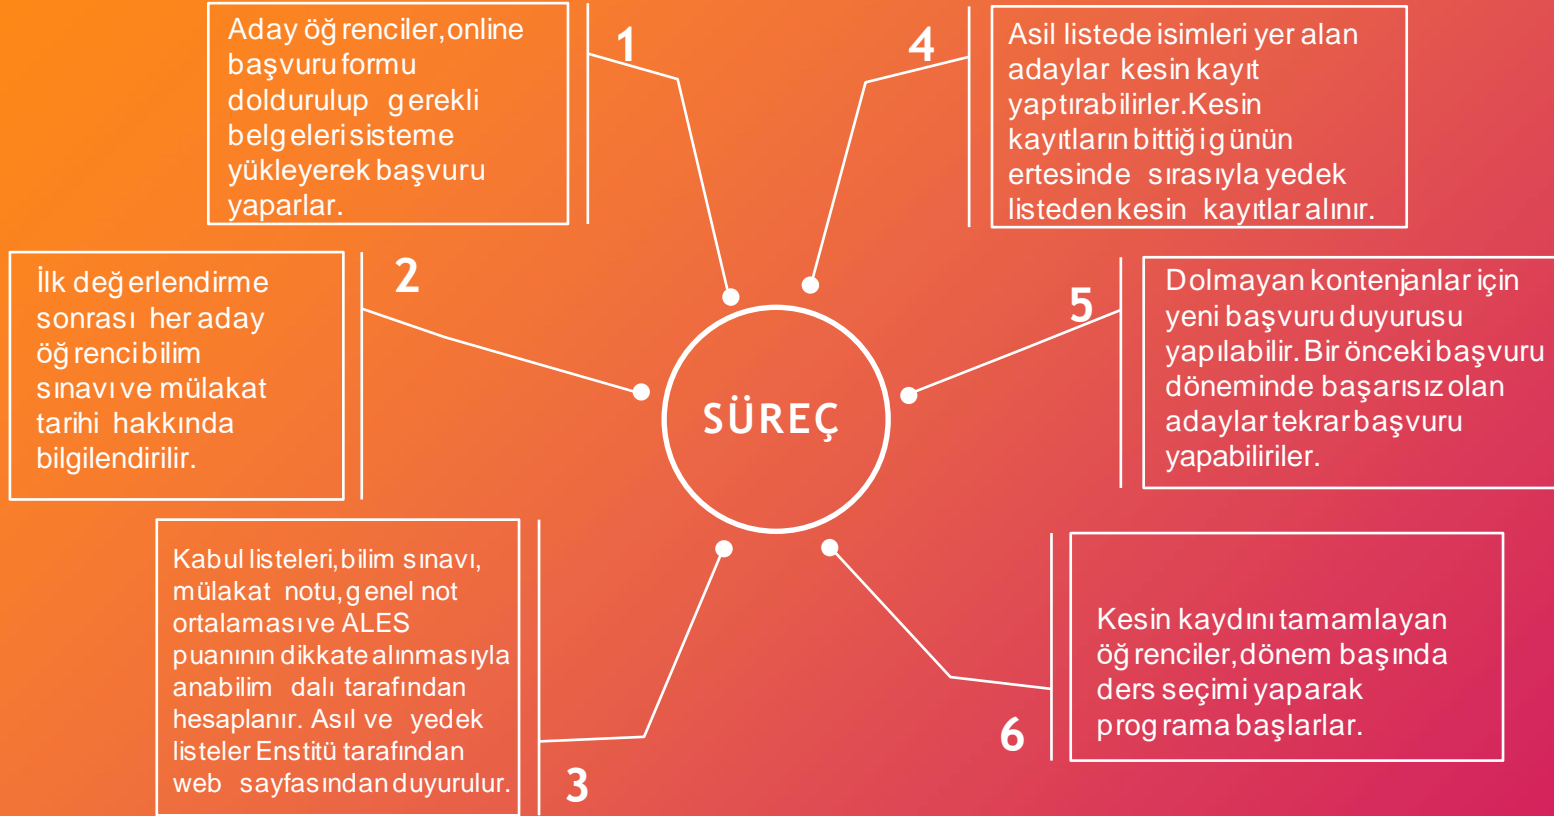 1
Aday öğrenciler, online
başvuru formu
doldurulup gerekli
belgeleri sisteme
yükleyerek başvuru
yaparlar.
2
İlk değerlendirme
sonrası her aday
öğrenci bilim
sınavı ve mülakat
tarihi hakkında
bilgilendirilir.
3
Kabul listeleri, bilim sınavı,
mülakat notu, genel not
ortalaması ve ALES
puanının dikkate alınmasıyla
anabilim dalı tarafından
hesaplanır. Asıl ve yedek
listeler Enstitü tarafından
web sayfasından duyurulur.
SÜREÇ
4
Asil listede isimleri yer alan
adaylar kesin kayıt
yaptırabilirler.Kesin
kayıtların bittiği günün
ertesinde sırasıyla yedek
listeden kesin kayıtlar alınır.
5
Dolmayan kontenjanlar için
yeni başvuru duyurusu
yapılabilir. Bir önceki başvuru
döneminde başarısız olan
adaylar tekrar başvuru
yapabiliriler.
6
Kesin kaydını tamamlayan
öğrenciler, dönem başında
ders seçimi yaparak
programa başlarlar.